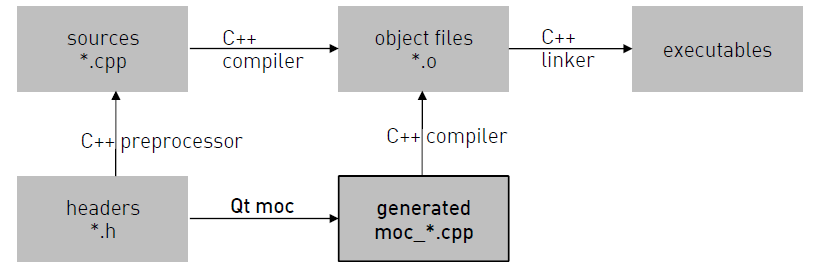 sources
*.cpp
C++
compiler
object files
*.o
C++
linker
executables
C++ preprocessor
C++ compiler
headers
*.h
Qt moc
generated
moc_*.cpp